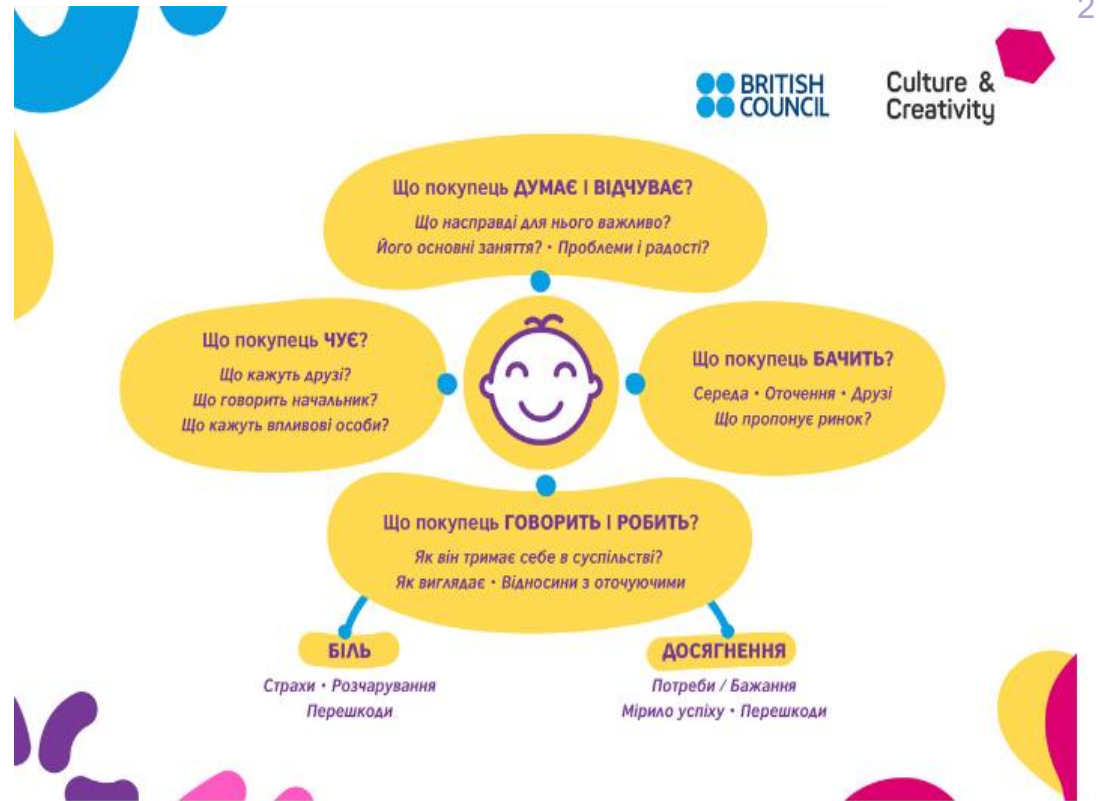 2
BRITISH
COUNCIL
Culture &
Creativity
Що покупець ДУМАЄ І ВІДЧУВАЄ?
Що насправді для нього важливо?
Його основні заняття? • Проблеми і радості?
Що покупець ЧУЄ?
Що кажуть друзі?
Що говорить начальник?
Що кажуть впливові особи?
Що покупець БАЧИТЬ?
Середа • Оточення • Друзі
Що пропонує ринок?
Що покупець ГОВОРИТЬ І РОБИТЬ?
Як він тримає себе в суспільстві?
Як виглядає • Відносини з оточуючими
БІЛЬ
Страхи • Розчарування
Перешкоди
ДОСЯГНЕННЯ
Потреби / Бажання
Мірило успіху • Перешкоди